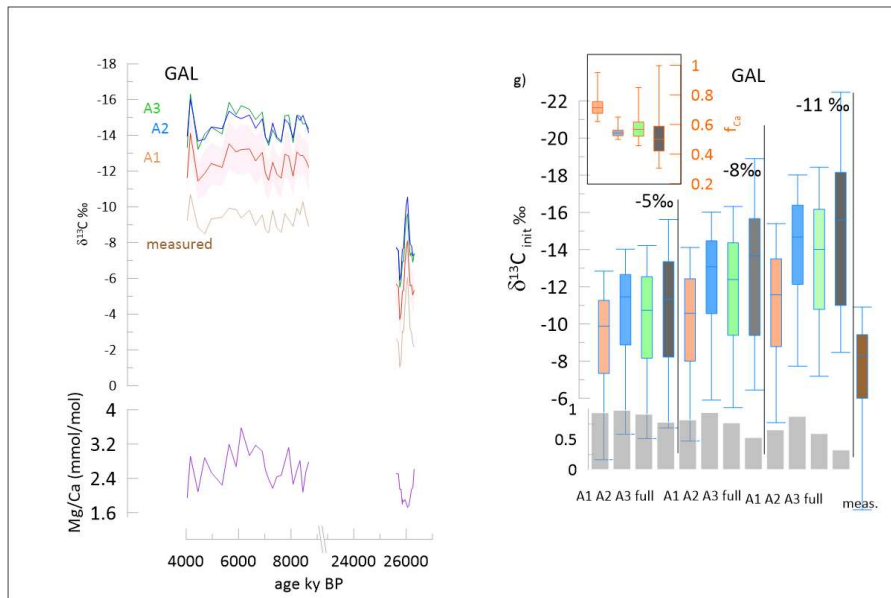 GAL
-18
-16
-14
-12
-10
-8
-6
-4
-2
0
δ¹³C ‰
A3
A2
A1
measured
4
3.2
2.4
1.6
Mg/Ca (mmol/mol)
4000 6000 8000 24000 26000
age ky BP
g)
GAL
1
0.8
0.6
0.4
0.2
fCa
-22
-20
-18
-16
-14
-12
-10
-8
-6
δ¹³Cinit ‰
-5‰
-8‰
-11 ‰
1
0.5
0
A1 A2 A3 full A1 A2 A3 full A1 A2 A3 full meas.